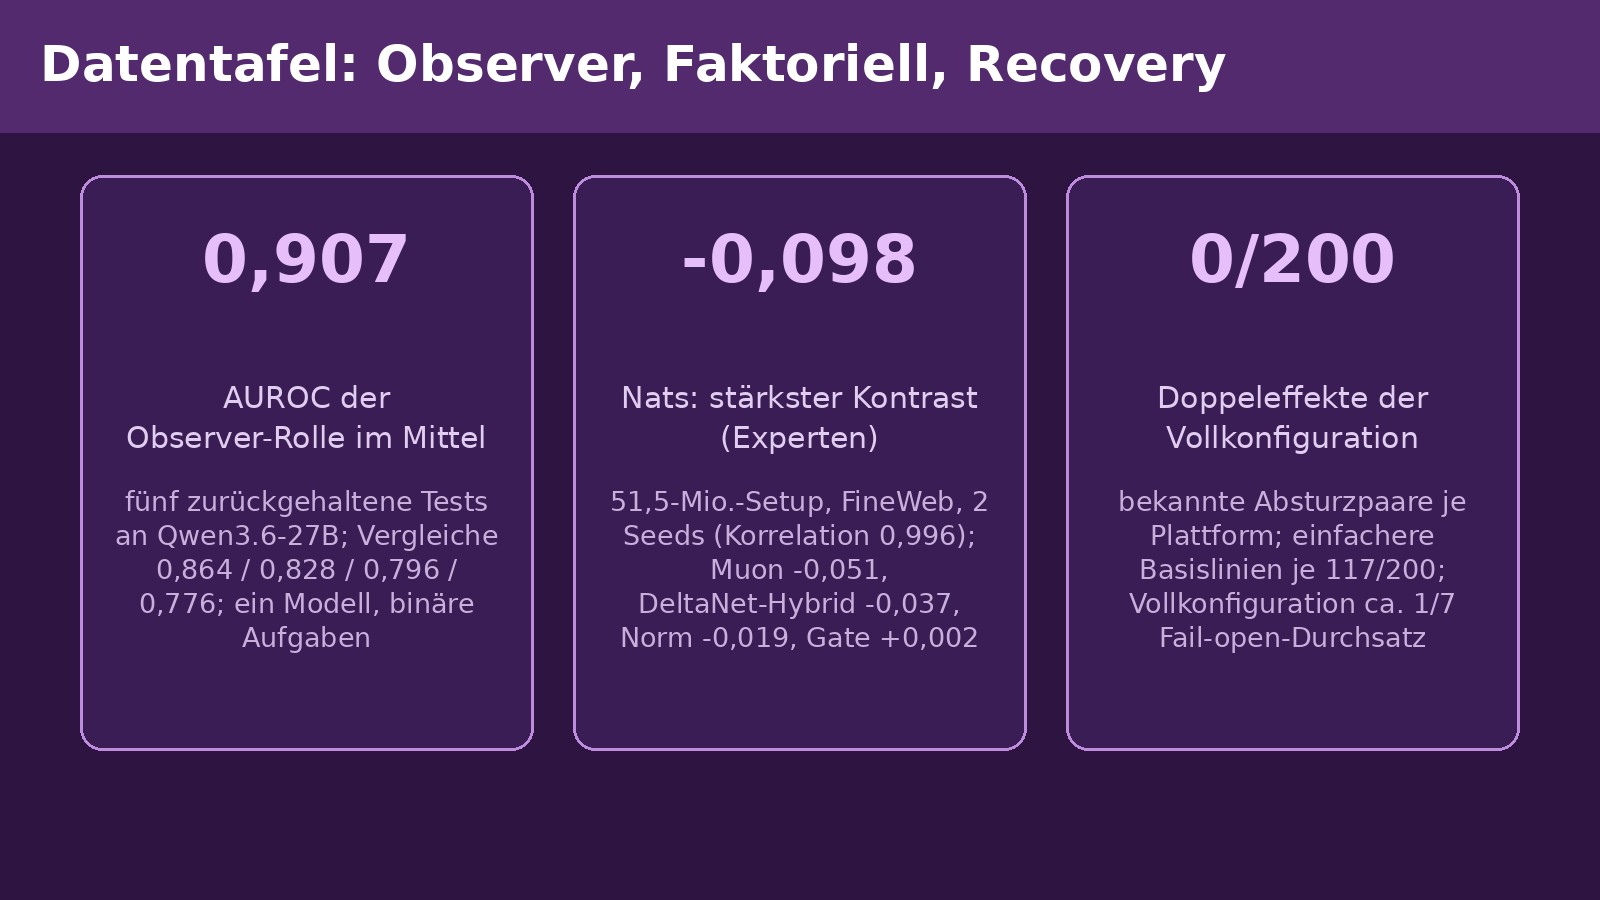 Datentafel: Observer, Faktoriell, Recovery
0,907
AUROC der
Observer-Rolle im Mittel
fünf zurückgehaltene Tests
an Qwen3.6-27B; Vergleiche
0,864 / 0,828 / 0,796 /
0,776; ein Modell, binäre
Aufgaben
-0,098
Nats: stärkster Kontrast
(Experten)
51,5-Mio.-Setup, FineWeb, 2
Seeds (Korrelation 0,996);
Muon -0,051,
DeltaNet-Hybrid -0,037,
Norm -0,019, Gate +0,002
0/200
Doppeleffekte der
Vollkonfiguration
bekannte Absturzpaare je
Plattform; einfachere
Basislinien je 117/200;
Vollkonfiguration ca. 1/7
Fail-open-Durchsatz